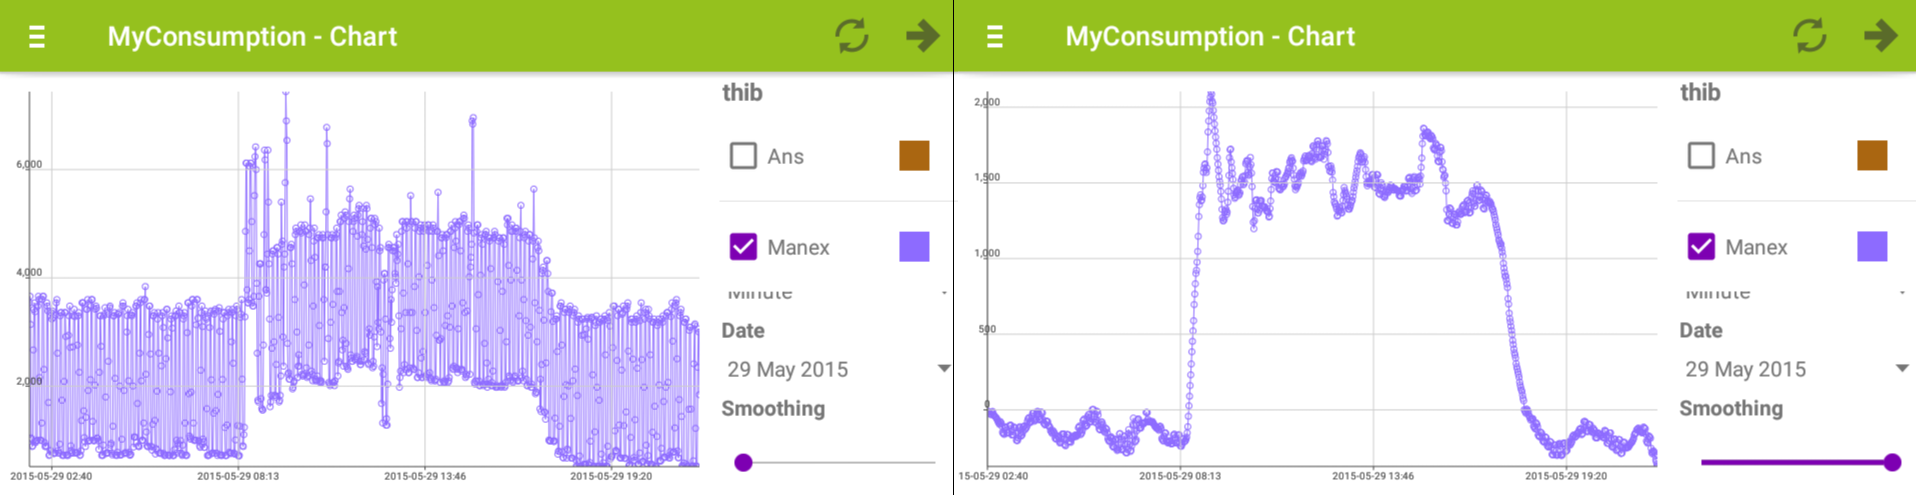 MyConsumption - Chart
thib
Ans
Manex
Minute
Date
29 May 2015
Smoothing
6,000
4,000
2,000
2015-05-29 02:40
2015-05-29 08:13
2015-05-29 13:46
2015-05-29 19:20
MyConsumption - Chart
thib
Ans
Manex
Minute
Date
29 May 2015
Smoothing
2,000
1,500
1,000
500
0
15-05-29 02:40
2015-05-29 08:13
2015-05-29 13:46
2015-05-29 19:20